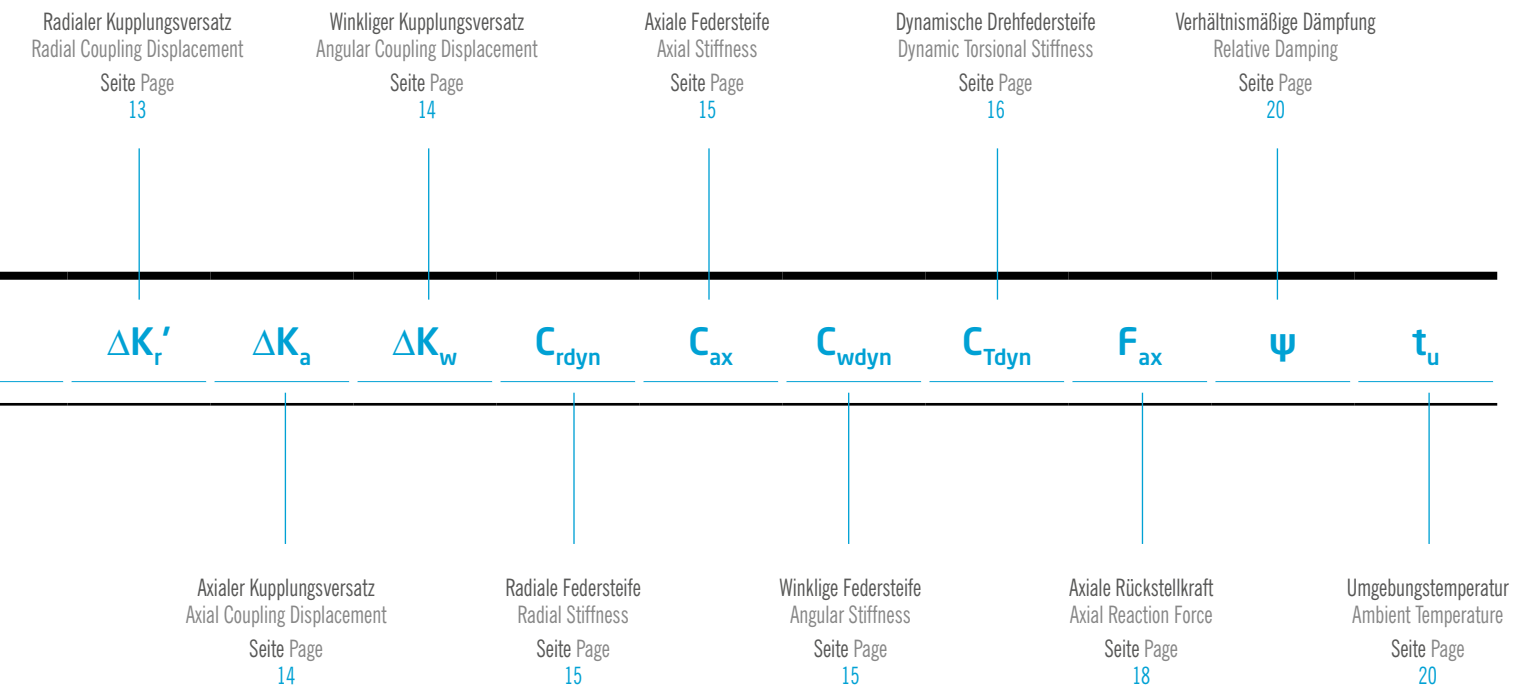 Radialer Kupplungsversatz
Radial Coupling Displacement
Seite Page
13
Winkliger Kupplungsversatz
Angular Coupling Displacement
Seite Page
14
Axiale Federsteife
Axial Stiffness
Seite Page
15
Dynamische Drehfedersteife
Dynamic Torsional Stiffness
Seite Page
16
Verhältnismäßige Dämpfung
Relative Damping
Seite Page
20
ΔKr′ ΔKa ΔKw Crdyn Cax Cwdyn CTdyn Fax ψ tu
Axialer Kupplungsversatz
Axial Coupling Displacement
Seite Page
14
Radiale Federsteife
Radial Stiffness
Seite Page
15
Winklige Federsteife
Angular Stiffness
Seite Page
15
Axiale Rückstellkraft
Axial Reaction Force
Seite Page
18
Umgebungstemperatur
Ambient Temperature
Seite Page
20